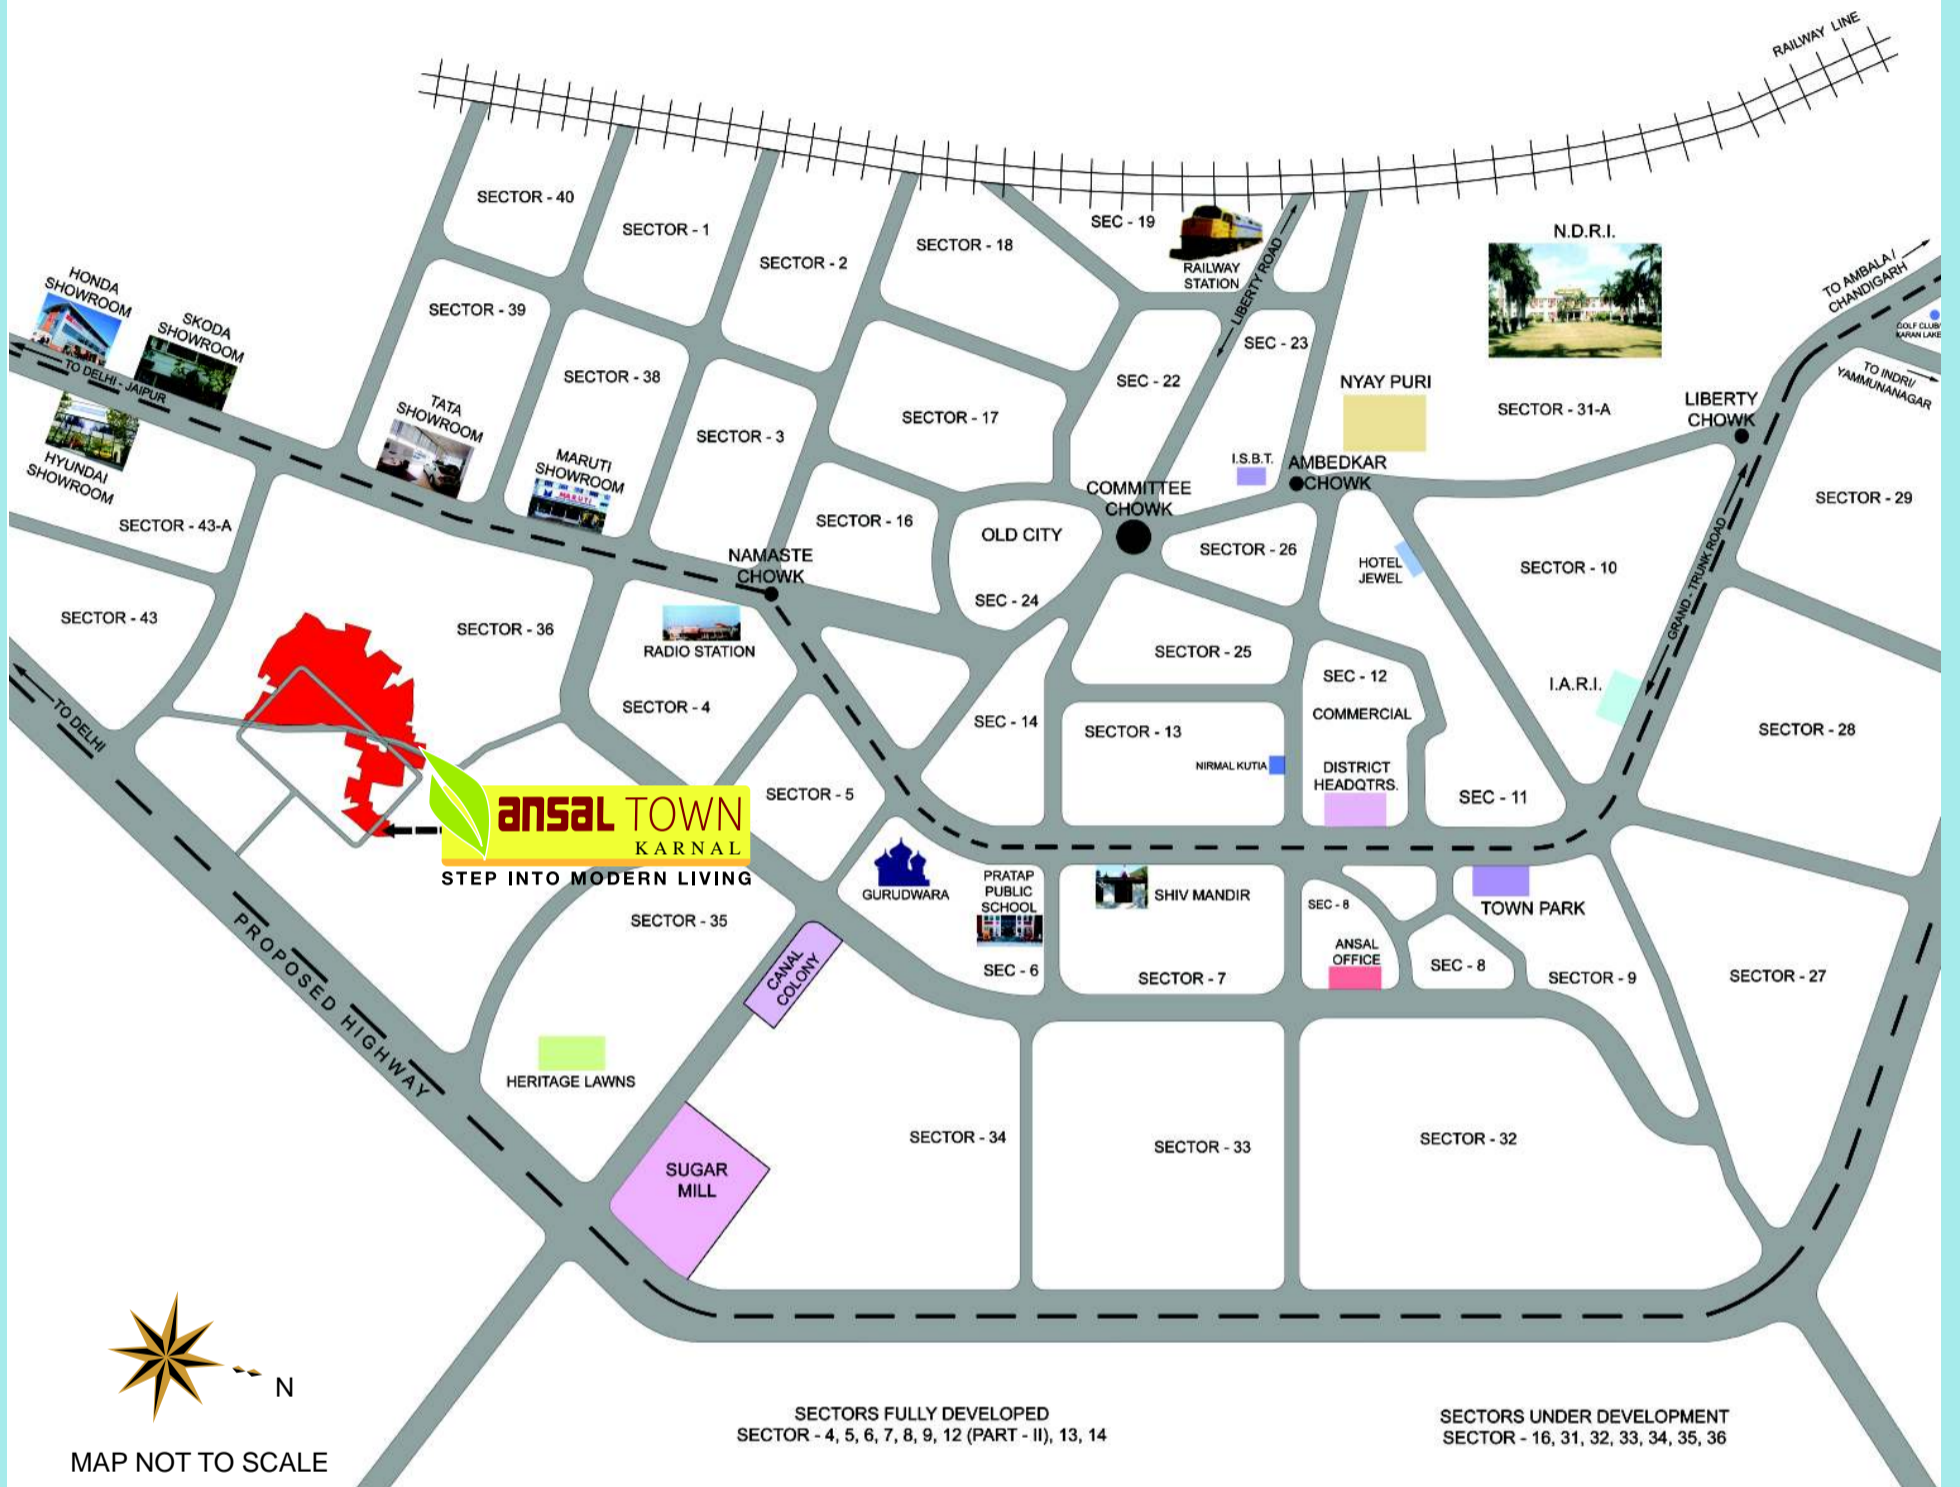 RAILWAY LINE
SECTOR - 40
SECTOR - 1
SECTOR - 2
SECTOR - 18
SEC - 19
RAILWAY
STATION
LIBERTY ROAD
N.D.R.I.
TO AMBALA /
CHANDIGARH
GOLF CLUB/
KARAN LAKE
TO INDRI/
YAMMUNANAGAR
HONDA
SHOWROOM
SKODA
SHOWROOM
TO DELHI - JAIPUR
HYUNDAI
SHOWROOM
SECTOR - 39
SECTOR - 38
TATA
SHOWROOM
MARUTI
SHOWROOM
MARUTI
SECTOR - 3
SECTOR - 17
SEC - 22
SEC - 23
NYAY PURI
SECTOR - 31-A
LIBERTY
CHOWK
I.S.B.T.
AMBEDKAR
CHOWK
COMMITTEE
CHOWK
SECTOR - 29
SECTOR - 43-A
SECTOR - 16
OLD CITY
SECTOR - 26
HOTEL
JEWEL
SECTOR - 10
GRAND - TRUNK ROAD
NAMASTE
CHOWK
SEC - 24
SECTOR - 43
SECTOR - 36
RADIO STATION
SECTOR - 25
SEC - 12
COMMERCIAL
I.A.R.I.
TO DELHI
SECTOR - 4
SEC - 14
SECTOR - 13
NIRMAL KUTIA
DISTRICT
HEADQTRS.
SEC - 11
SECTOR - 28
SECTOR - 5
ansal TOWN
KARNAL
STEP INTO MODERN LIVING
GURUDWARA
PRATAP
PUBLIC
SCHOOL
SHIV MANDIR
SEC - 8
TOWN PARK
SECTOR - 35
CANAL
COLONY
SEC - 6
SECTOR - 7
ANSAL
OFFICE
SEC - 8
SECTOR - 9
SECTOR - 27
PROPOSED HIGHWAY
HERITAGE LAWNS
SECTOR - 34
SECTOR - 33
SECTOR - 32
SUGAR
MILL
N
MAP NOT TO SCALE
SECTORS FULLY DEVELOPED
SECTOR - 4, 5, 6, 7, 8, 9, 12 (PART - II), 13, 14
SECTORS UNDER DEVELOPMENT
SECTOR - 16, 31, 32, 33, 34, 35, 36